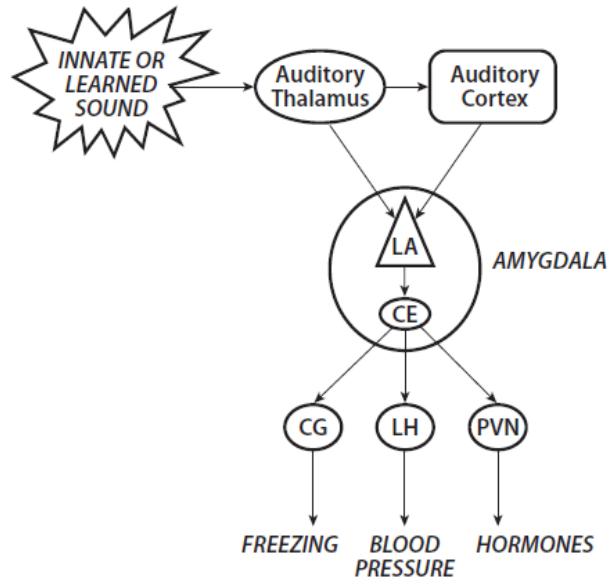 INNATE OR
LEARNED
SOUND
Auditory
Thalamus
Auditory
Cortex
LA
AMYGDALA
CE
CG
LH
PVN
FREEZING
BLOOD
PRESSURE
HORMONES